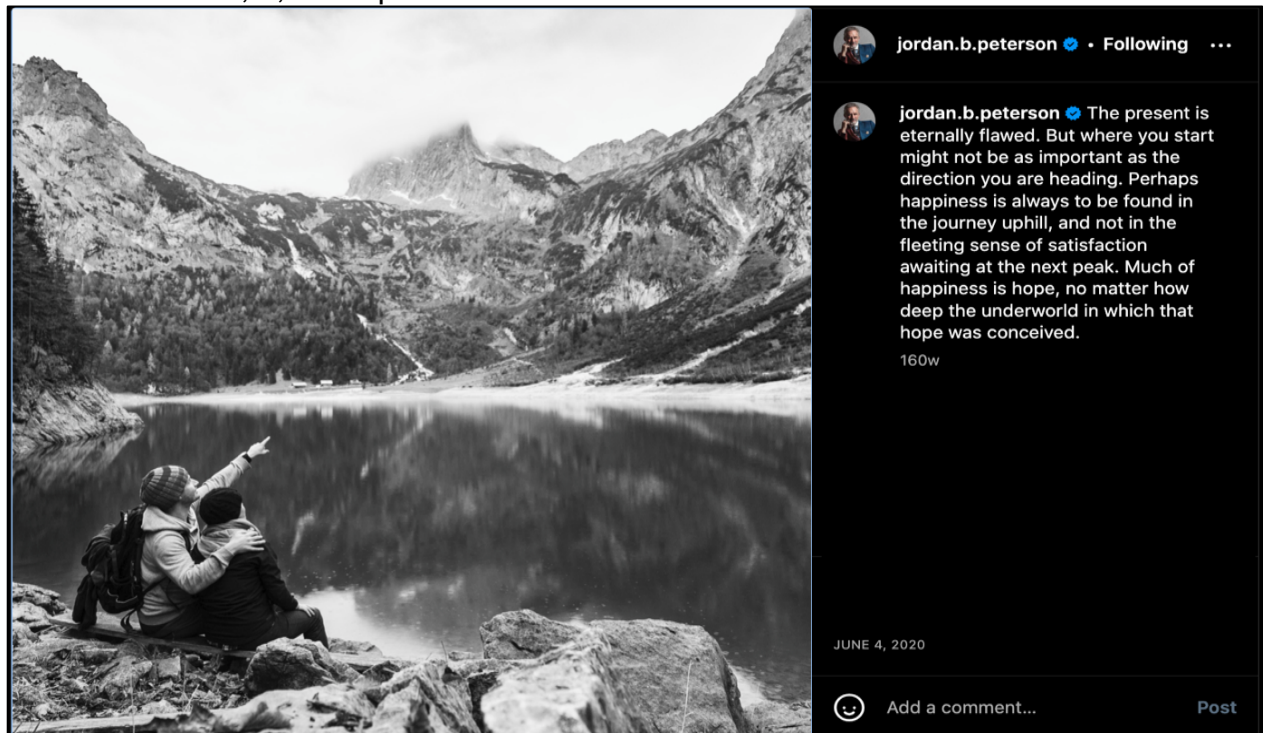 jordan.b.peterson • Following ...
jordan.b.peterson The present is
eternally flawed. But where you start
might not be as important as the
direction you are heading. Perhaps
happiness is always to be found in
the journey uphill, and not in the
fleeting sense of satisfaction
awaiting at the next peak. Much of
happiness is hope, no matter how
deep the underworld in which that
hope was conceived.
160w
JUNE 4, 2020
Add a comment...
Post